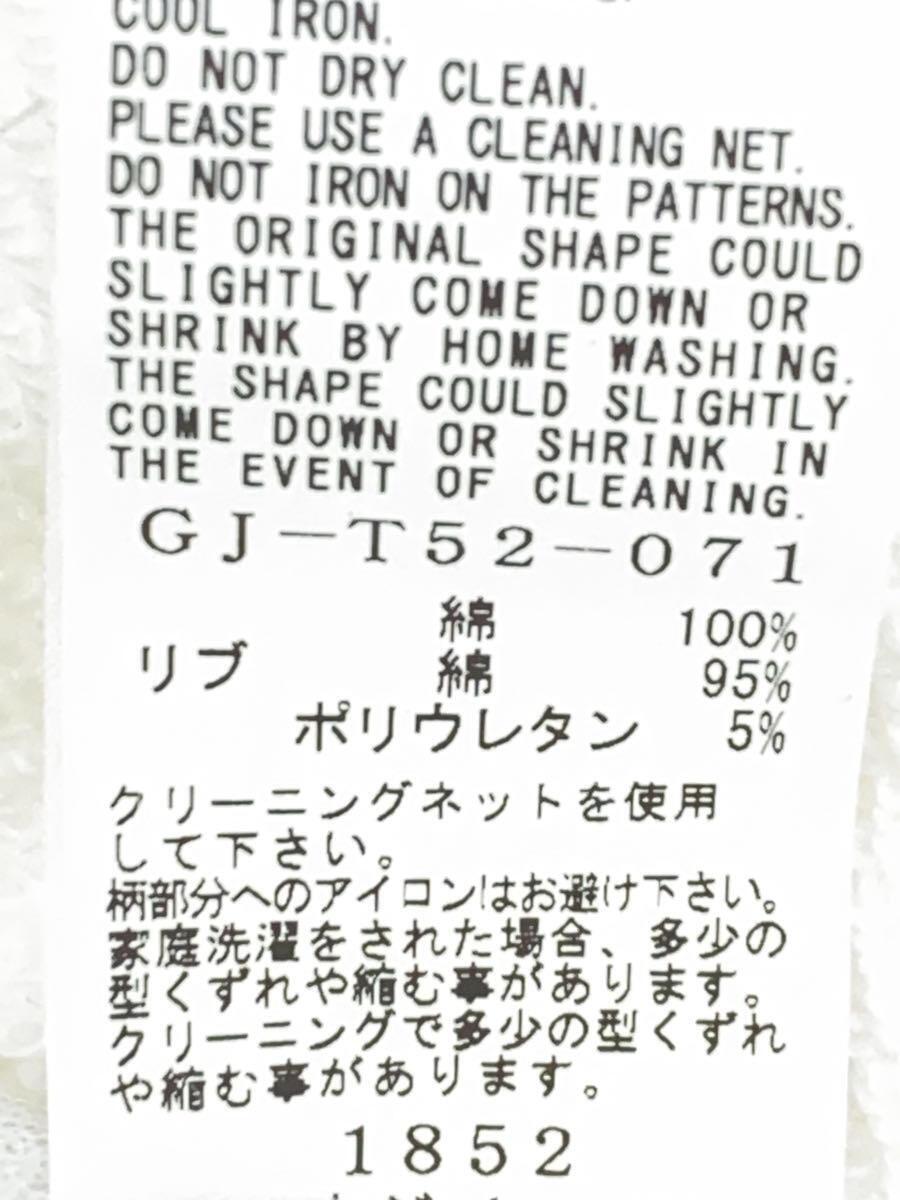 COOL IRON.
DO NOT DRY CLEAN.
PLEASE USE A CLEANING NET.
DO NOT IRON ON THE PATTERNS.
THE ORIGINAL SHAPE COULD
SLIGHTLY COME DOWN OR
SHRINK BY HOME WASHING.
THE SHAPE COULD SLIGHTLY
COME DOWN OR SHRINK IN
THE EVENT OF CLEANING.
GJ-T52-071
綿 100%
リブ 綿 95%
ポリウレタン 5%
クリーニングネットを使用
して下さい。
柄部分へのアイロンはお避け下さい。
家庭洗濯をされた場合、多少の
型くずれや縮む事があります。
クリーニングで多少の型くずれ
や縮む事があります。
1852